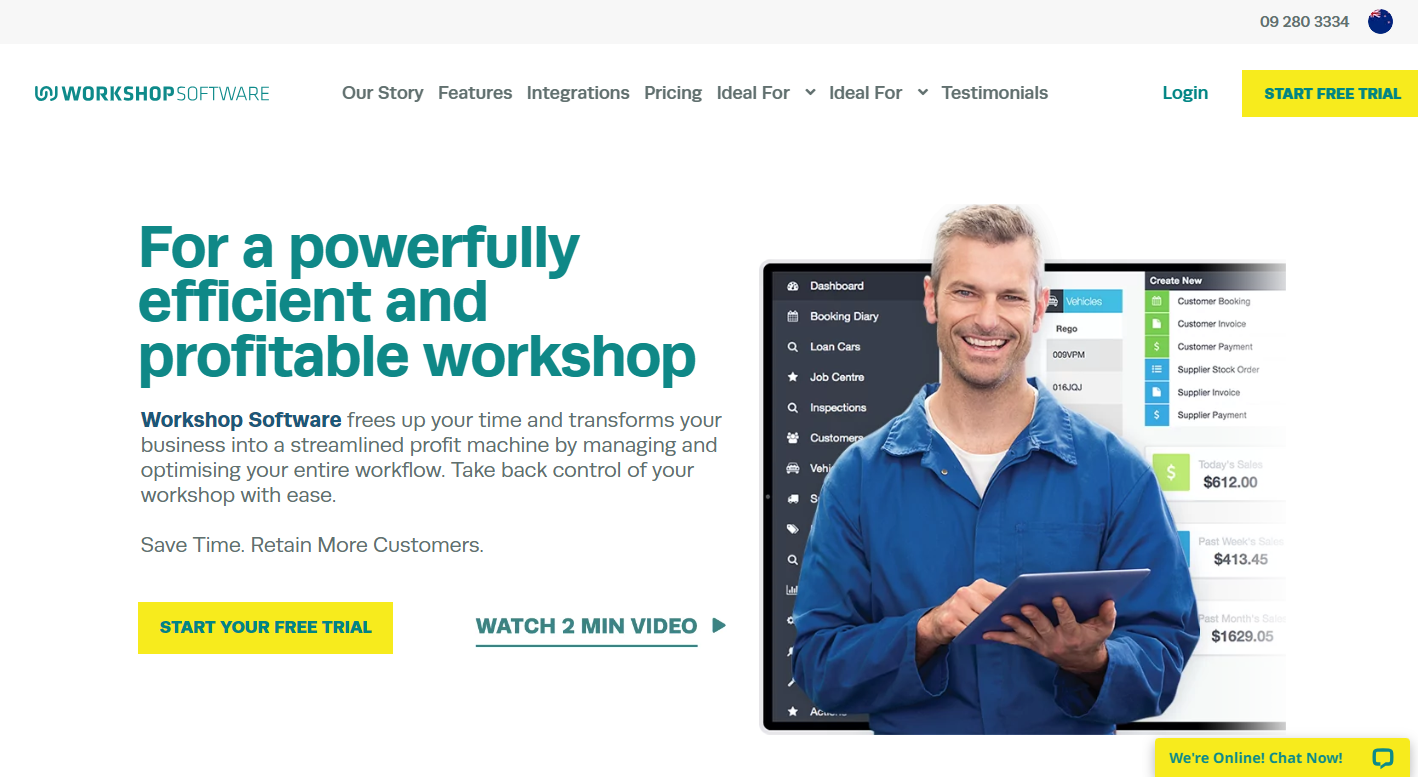 09 280 3334
WORKSHOPSOFTWARE
Our Story Features Integrations Pricing Ideal For Ideal For Testimonials
Login
START FREE TRIAL
For a powerfully
efficient and
profitable workshop
Workshop Software frees up your time and transforms your
business into a streamlined profit machine by managing and
optimising your entire workflow. Take back control of your
workshop with ease.
Save Time. Retain More Customers.
START YOUR FREE TRIAL
WATCH 2 MIN VIDEO
Dashboard
Booking Diary
Loan Cars
Job Centre
Inspections
Customers
Vehicles
Rego
009VPM
016JQJ
Create New
Customer Booking
Customer Invoice
Customer Payment
Supplier Stock Order
Supplier Invoice
Supplier Payment
Today's Sales
$612.00
Past Week's Sales
$413.45
Past Month's Sales
$1629.05
We're Online! Chat Now!